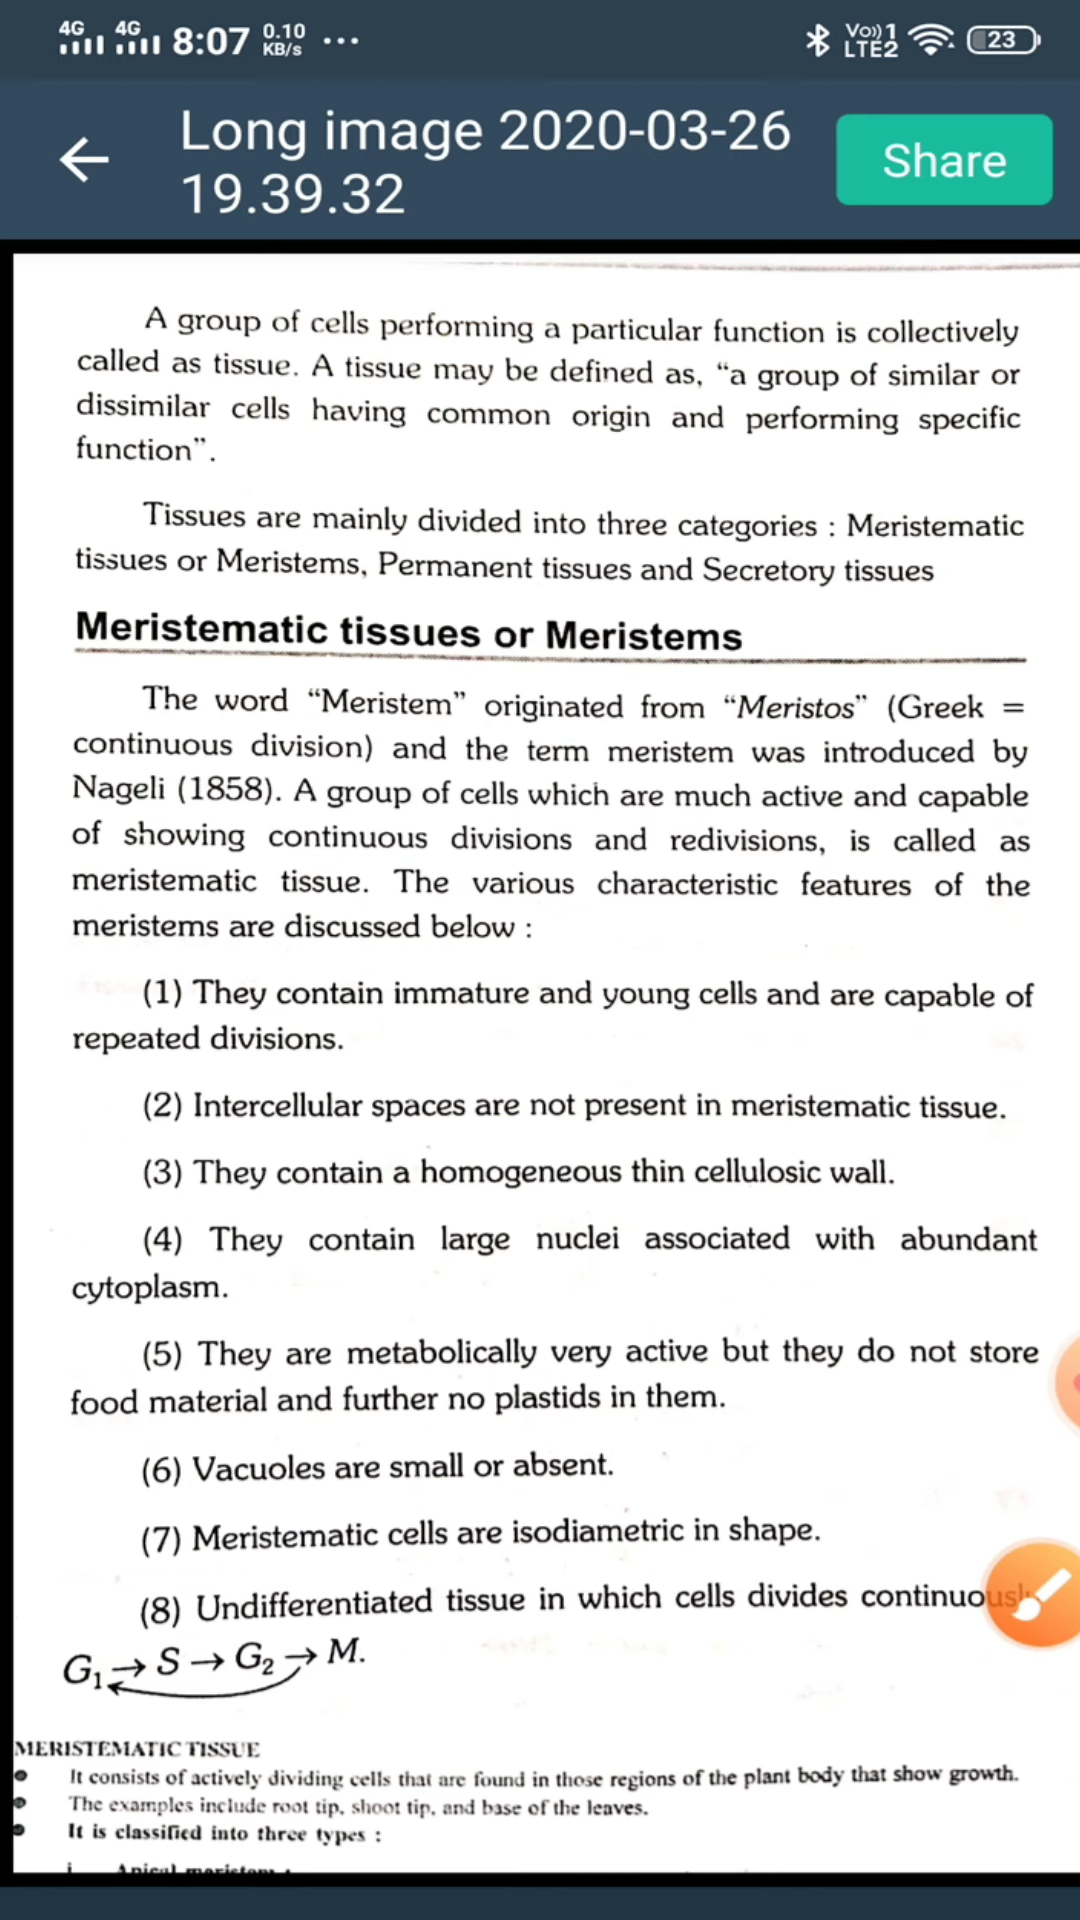 4G 4G 8:07 0.10 KB/s ... Vo))1 LTE2 23
Long image 2020-03-26
19.39.32
Share
A group of cells performing a particular function is collectively
called as tissue. A tissue may be defined as, “a group of similar or
dissimilar cells having common origin and performing specific
function”.
Tissues are mainly divided into three categories : Meristematic
tissues or Meristems, Permanent tissues and Secretory tissues
Meristematic tissues or Meristems
The word “Meristem” originated from “Meristos” (Greek =
continuous division) and the term meristem was introduced by
Nageli (1858). A group of cells which are much active and capable
of showing continuous divisions and redivisions, is called as
meristematic tissue. The various characteristic features of the
meristems are discussed below :
(1) They contain immature and young cells and are capable of
repeated divisions.
(2) Intercellular spaces are not present in meristematic tissue.
(3) They contain a homogeneous thin cellulosic wall.
(4) They contain large nuclei associated with abundant
cytoplasm.
(5) They are metabolically very active but they do not store
food material and further no plastids in them.
(6) Vacuoles are small or absent.
(7) Meristematic cells are isodiametric in shape.
(8) Undifferentiated tissue in which cells divides continuously
G₁ → S → G₂ → M.
MERISTEMATIC TISSUE
• It consists of actively dividing cells that are found in those regions of the plant body that show growth.
• The examples include root tip, shoot tip, and base of the leaves.
• It is classified into three types :
i. Apical meristem :